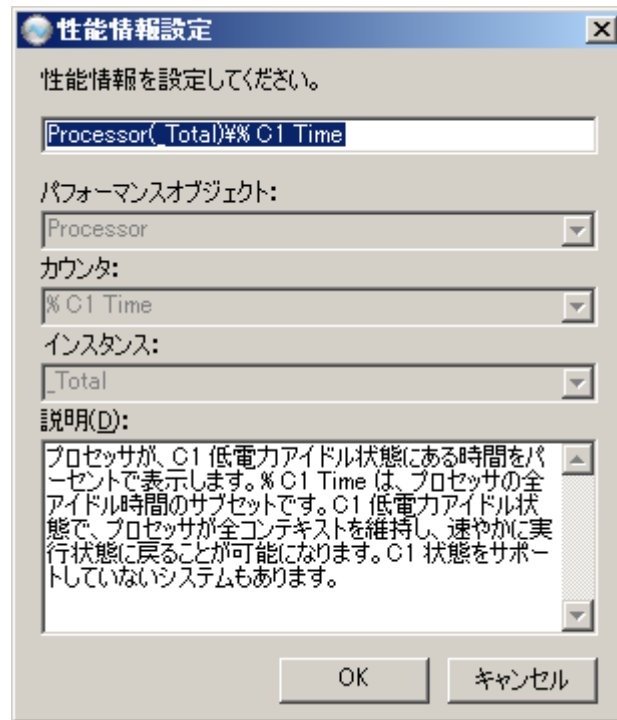 性能情報設定
性能情報を設定してください。
Processor(_Total)¥% C1 Time
パフォーマンスオブジェクト:
Processor
カウンタ:
% C1 Time
インスタンス:
_Total
説明(D):
プロセッサが、C1 低電力アイドル状態にある時間をパ
ーセントで表示します。% C1 Time は、プロセッサの全
アイドル時間のサブセットです。C1 低電力アイドル状
態で、プロセッサが全コンテキストを維持し、速やかに実
行状態に戻ることが可能になります。C1 状態をサポー
トしていないシステムもあります。
OK
キャンセル